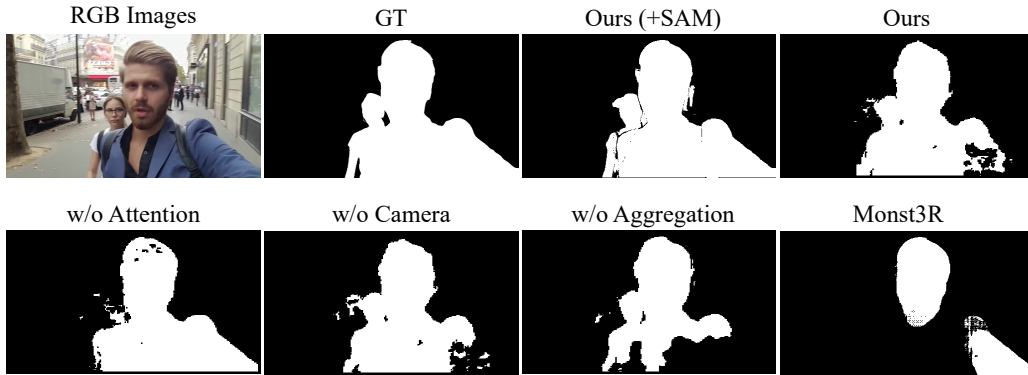 RGB Images
GT
Ours (+SAM)
Ours
w/o Attention
w/o Camera
w/o Aggregation
Monst3R